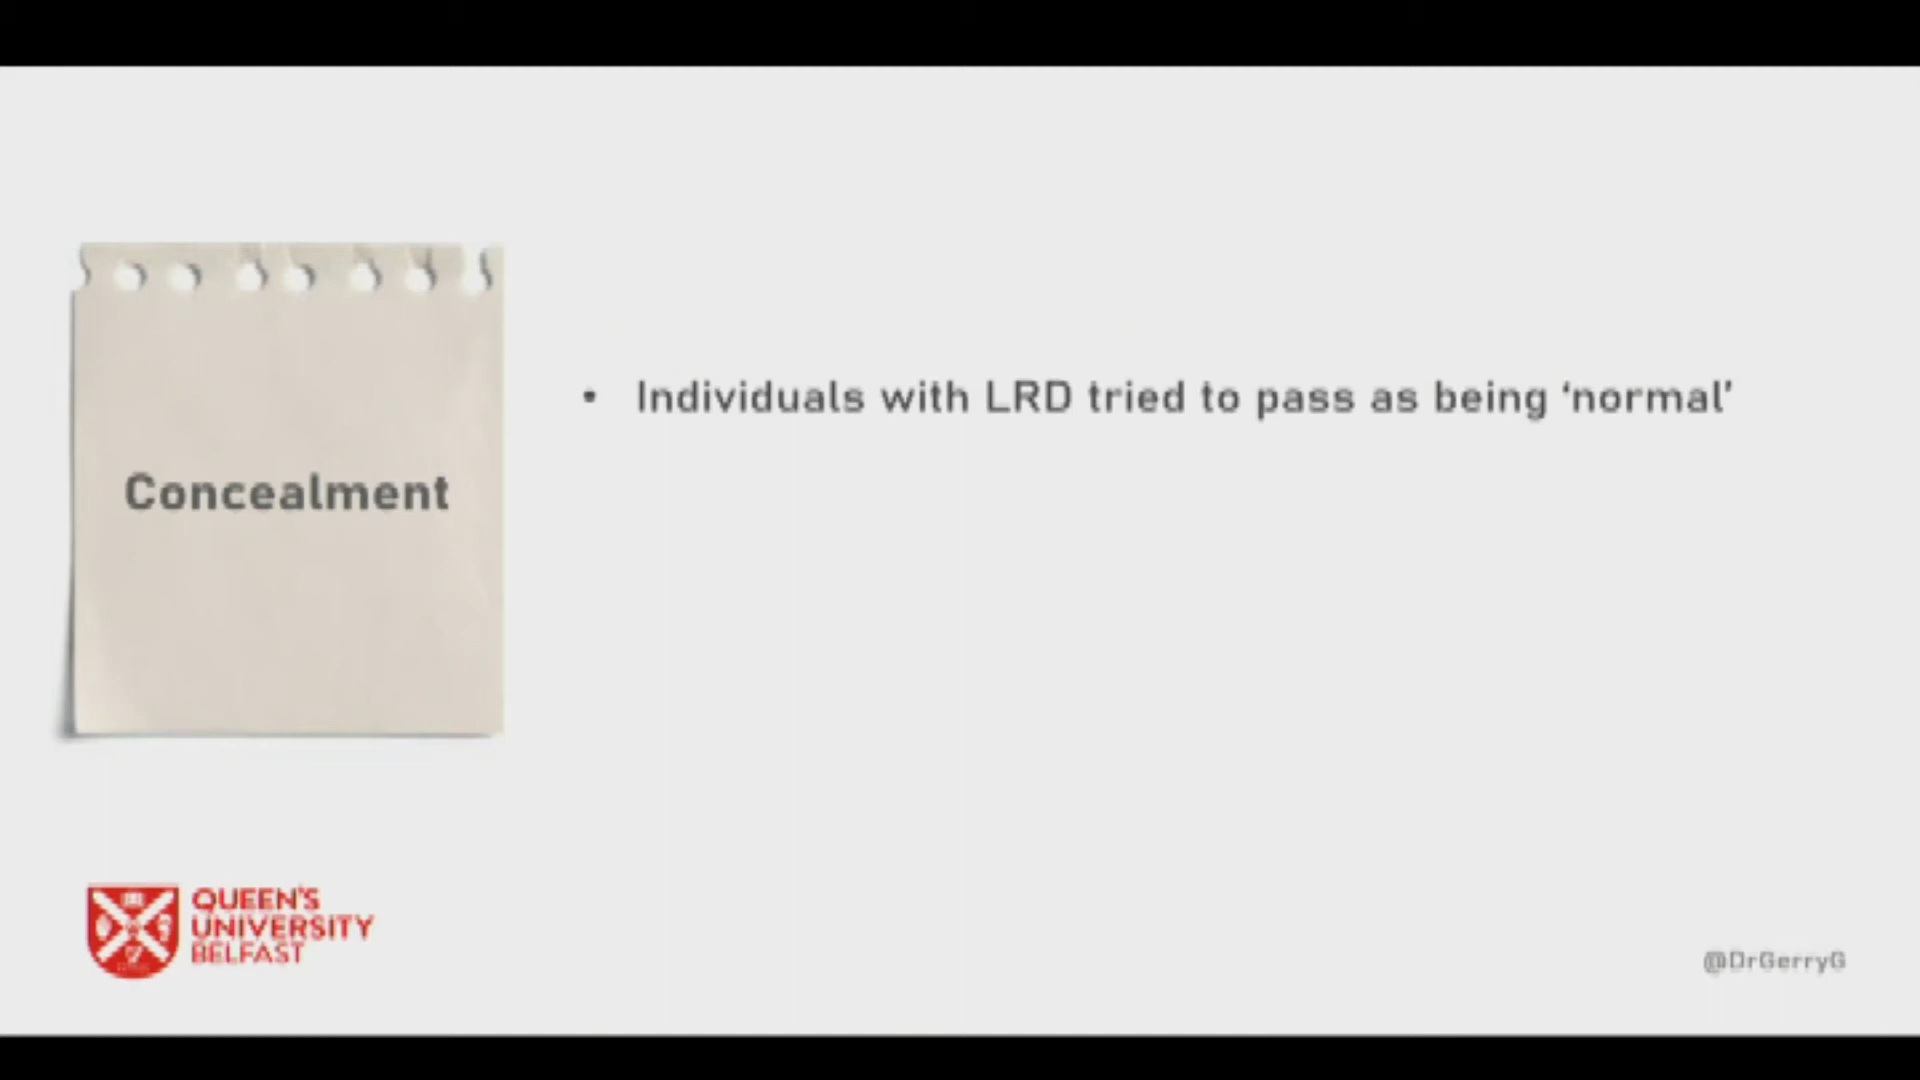 Concealment
• Individuals with LRD tried to pass as being ‘normal’
QUEEN'S
UNIVERSITY
BELFAST
@DrGerryG